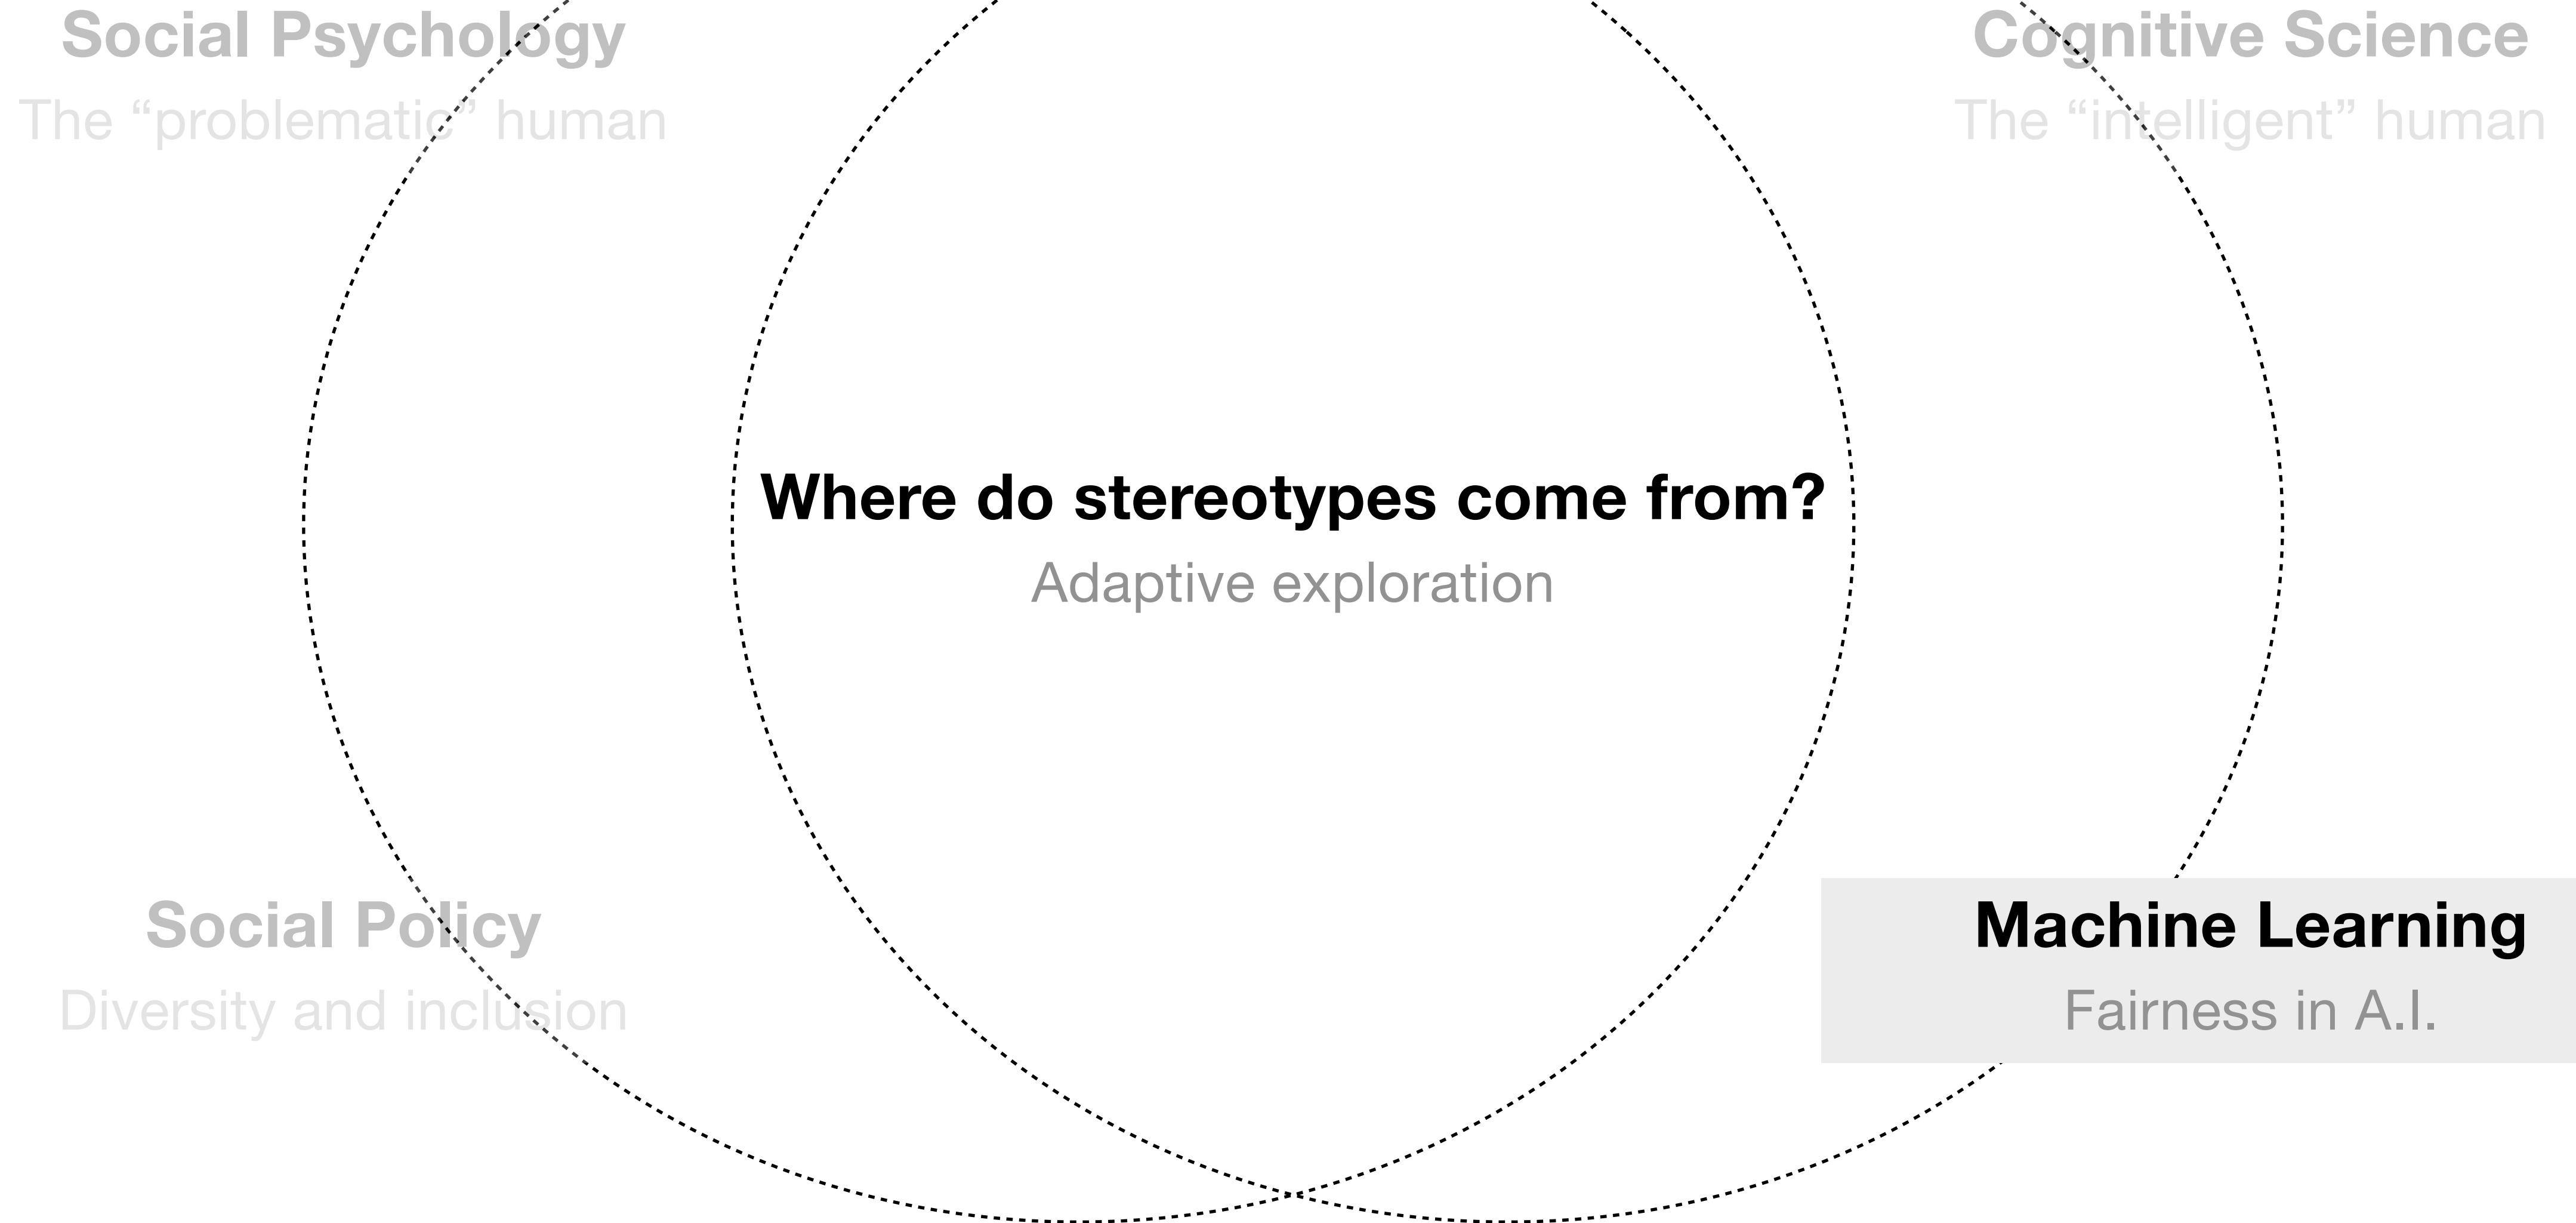 Social Psychology
The “problematic” human
Cognitive Science
The “intelligent” human
Where do stereotypes come from?
Adaptive exploration
Social Policy
Diversity and inclusion
Machine Learning
Fairness in A.I.